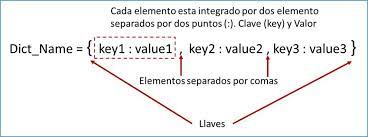 Cada elemento esta integrado por dos elemento
separados por dos puntos (:). Clave (key) y Valor
Dict_Name = { key1 : value1 , key2 : value2 , key3 : value3 }
Elementos separados por comas
Llaves